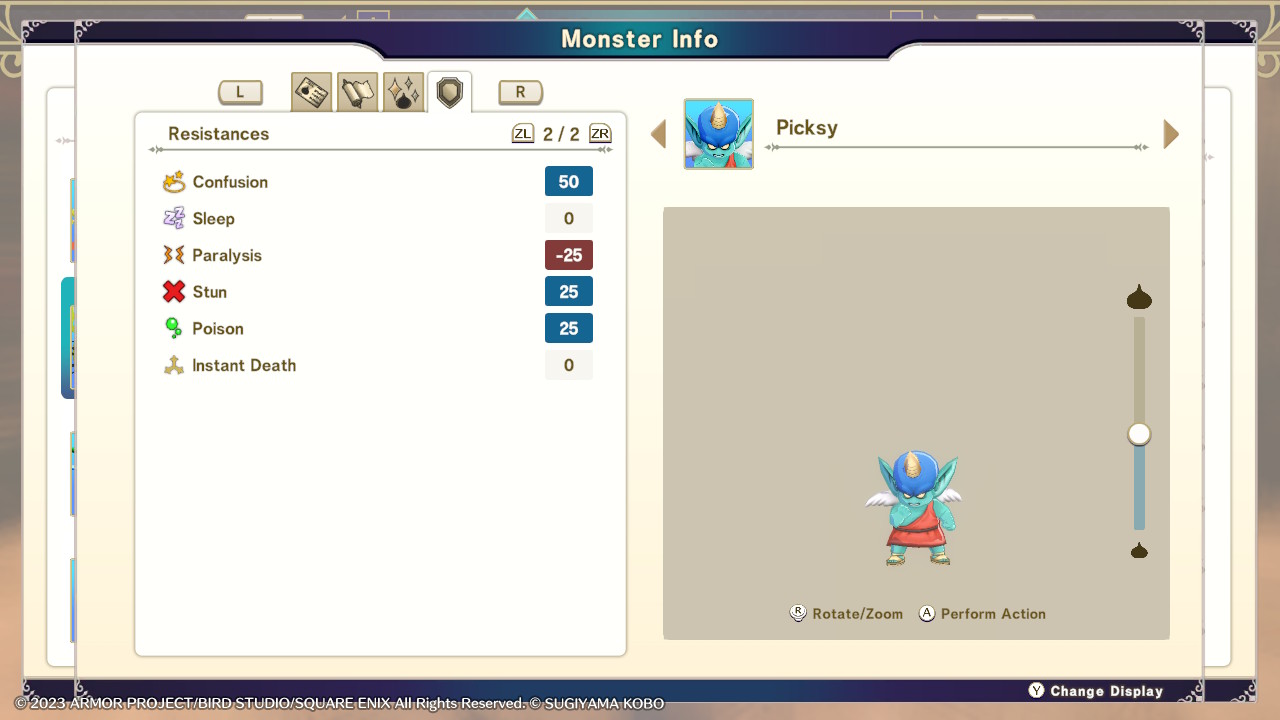 Monster Info
L
R
Resistances
ZL 2 / 2 ZR
Confusion 50
Sleep 0
Paralysis -25
Stun 25
Poison 25
Instant Death 0
Picksy
R Rotate/Zoom A Perform Action
Y Change Display
© 2023 ARMOR PROJECT/BIRD STUDIO/SQUARE ENIX All Rights Reserved. © SUGIYAMA KOBO